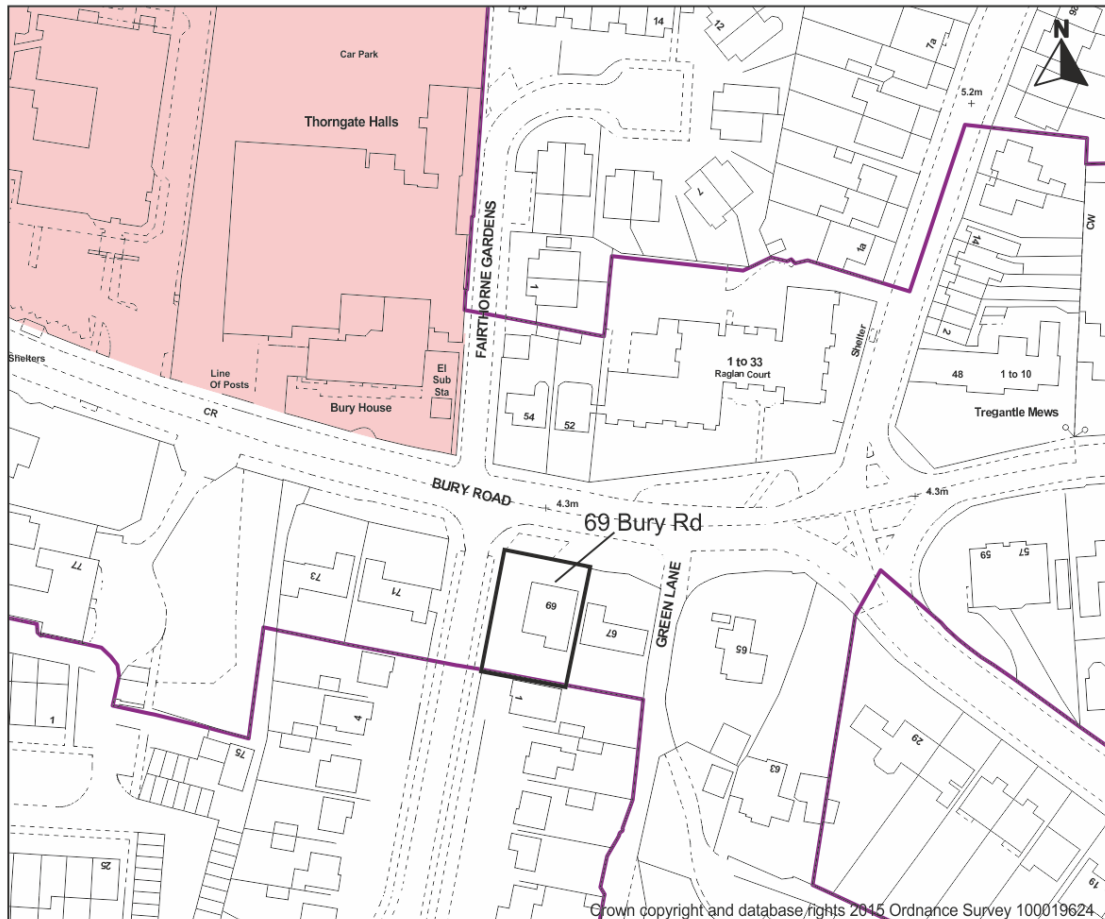 14
12
7a
26
N
Car Park
5.2m
Thorngate Halls
7
CW
1a
14
FAIRTHORNE GARDENS
1
2
Shelter
1 to 33
Raglan Court
Shelters
Line
Of Posts
El
Sub
Sta
48
1 to 10
Bury House
54
52
Tregantle Mews
CR
BURY ROAD
4.3m
4.3m
69 Bury Rd
77
73
71
69
67
GREEN LANE
65
59
57
1
4
1
75
63
29
25
19
Crown copyright and database rights 2015 Ordnance Survey 100019624